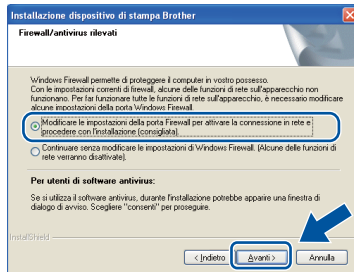 Installazione dispositivo di stampa Brother
Firewall/antivirus rilevati
Windows Firewall permette di proteggere il computer in vostro possesso.
Con le impostazioni correnti di firewall, alcune delle funzioni di rete sull'apparecchio non
funzionano. Per far funzionare tutte le funzioni di rete sull'apparecchio, è necessario modificare
alcune impostazioni della porta Windows Firewall.
Modificare le impostazioni della porta Firewall per attivare la connessione in rete e
procedere con l'installazione (consigliata).
Continuare senza modificare le impostazioni di Windows Firewall. (Alcune delle funzioni di
rete verranno disattivate).
Per utenti di software antivirus:
Se si utilizza il software antivirus, durante l'installazione potrebbe apparire una finestra di
dialogo di avviso. Scegliere "consenti" per proseguire.
InstallShield
< Indietro
Avanti >
Annulla